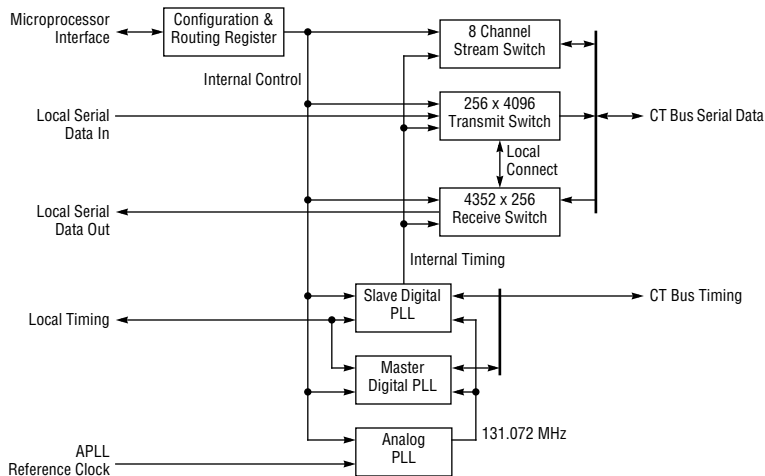 Microprocessor
Interface
Configuration &
Routing Register
8 Channel
Stream Switch
Internal Control
Local Serial
Data In
256 x 4096
Transmit Switch
CT Bus Serial Data
Local
Connect
Local Serial
Data Out
4352 x 256
Receive Switch
Internal Timing
Local Timing
Slave Digital
PLL
CT Bus Timing
Master
Digital PLL
APLL
Reference Clock
Analog
PLL
131.072 MHz